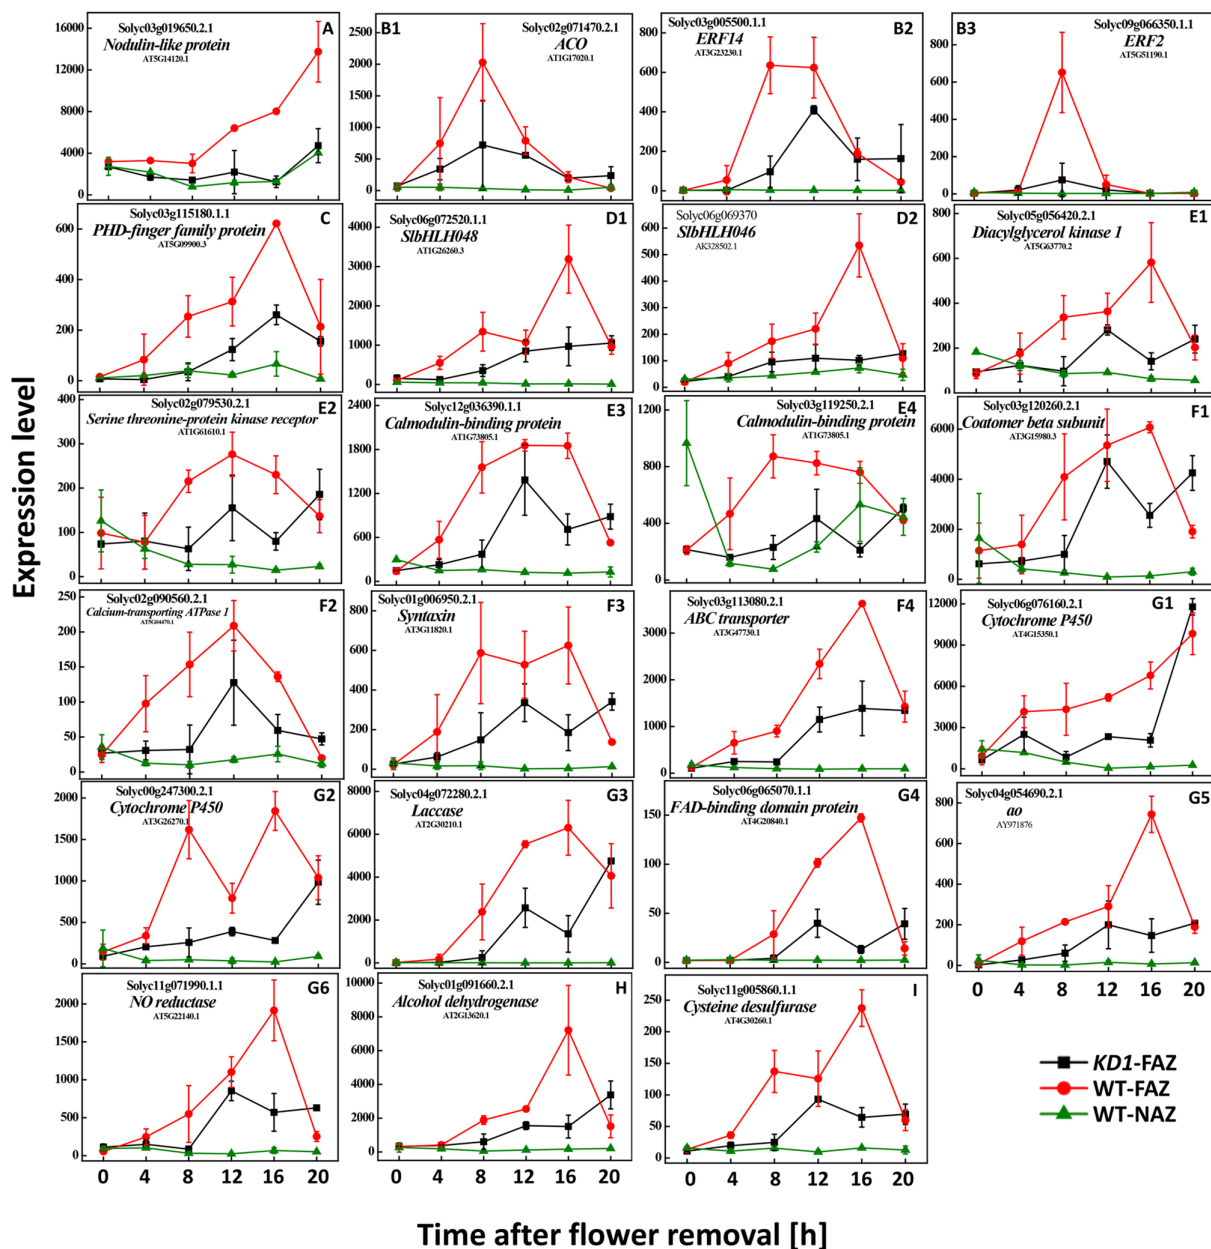 Expression level
Solyc03g019650.2.1 A
Nodulin-like protein
AT5G14120.1
16000
12000
8000
4000
0
B1 Solyc02g071470.2.1
ACO
AT1G17020.1
2500
2000
1500
1000
500
0
Solyc03g005500.1.1 B2
ERF14
AT3G23230.1
800
600
400
200
0
B3 Solyc09g066350.1.1
ERF2
AT5G51190.1
800
600
400
200
0
Solyc03g115180.1.1 C
PHD-finger family protein
AT5G09900.3
600
400
200
0
Solyc06g072520.1.1 D1
SlbHLH048
AT1G26260.3
4000
3000
2000
1000
0
Solyc06g069370 D2
SlbHLH046
AK328502.1
600
500
400
300
200
100
0
Solyc05g056420.2.1 E1
Diacylglycerol kinase 1
AT5G63770.2
800
600
400
200
0
Solyc02g079530.2.1 E2
Serine threonine-protein kinase receptor
AT1G61610.1
400
300
200
100
0
Solyc12g036390.1.1 E3
Calmodulin-binding protein
AT1G73805.1
2400
1800
1200
600
0
Solyc03g119250.2.1 E4
Calmodulin-binding protein
AT1G73805.1
1200
800
400
0
Solyc03g120260.2.1 F1
Coatomer beta subunit
AT3G15980.3
6000
4000
2000
0
Solyc02g090560.2.1 F2
Calcium-transporting ATPase 1
AT5G04470.1
250
200
150
100
50
0
Solyc01g006950.2.1 F3
Syntaxin
AT3G11820.1
800
600
400
200
0
Solyc03g113080.2.1 F4
ABC transporter
AT3G47730.1
3000
2000
1000
0
Solyc06g076160.2.1 G1
Cytochrome P450
AT4G15350.1
12000
9000
6000
3000
0
Solyc00g247300.2.1 G2
Cytochrome P450
AT3G26270.1
2000
1500
1000
500
0
Solyc04g072280.2.1 G3
Laccase
AT2G30210.1
8000
6000
4000
2000
0
Solyc06g065070.1.1 G4
FAD-binding domain protein
AT4G20840.1
150
100
50
0
Solyc04g054690.2.1 G5
ao
AY971876
800
600
400
200
0
0 4 8 12 16 20
Solyc11g071990.1.1 G6
NO reductase
AT5G22140.1
2000
1500
1000
500
0
0 4 8 12 16 20
Solyc01g091660.2.1 H
Alcohol dehydrogenase
AT2G13620.1
10000
8000
6000
4000
2000
0
0 4 8 12 16 20
Solyc11g005860.1.1 I
Cysteine desulfurase
AT4G30260.1
250
200
150
100
50
0
0 4 8 12 16 20
KD1-FAZ
WT-FAZ
WT-NAZ
Time after flower removal [h]